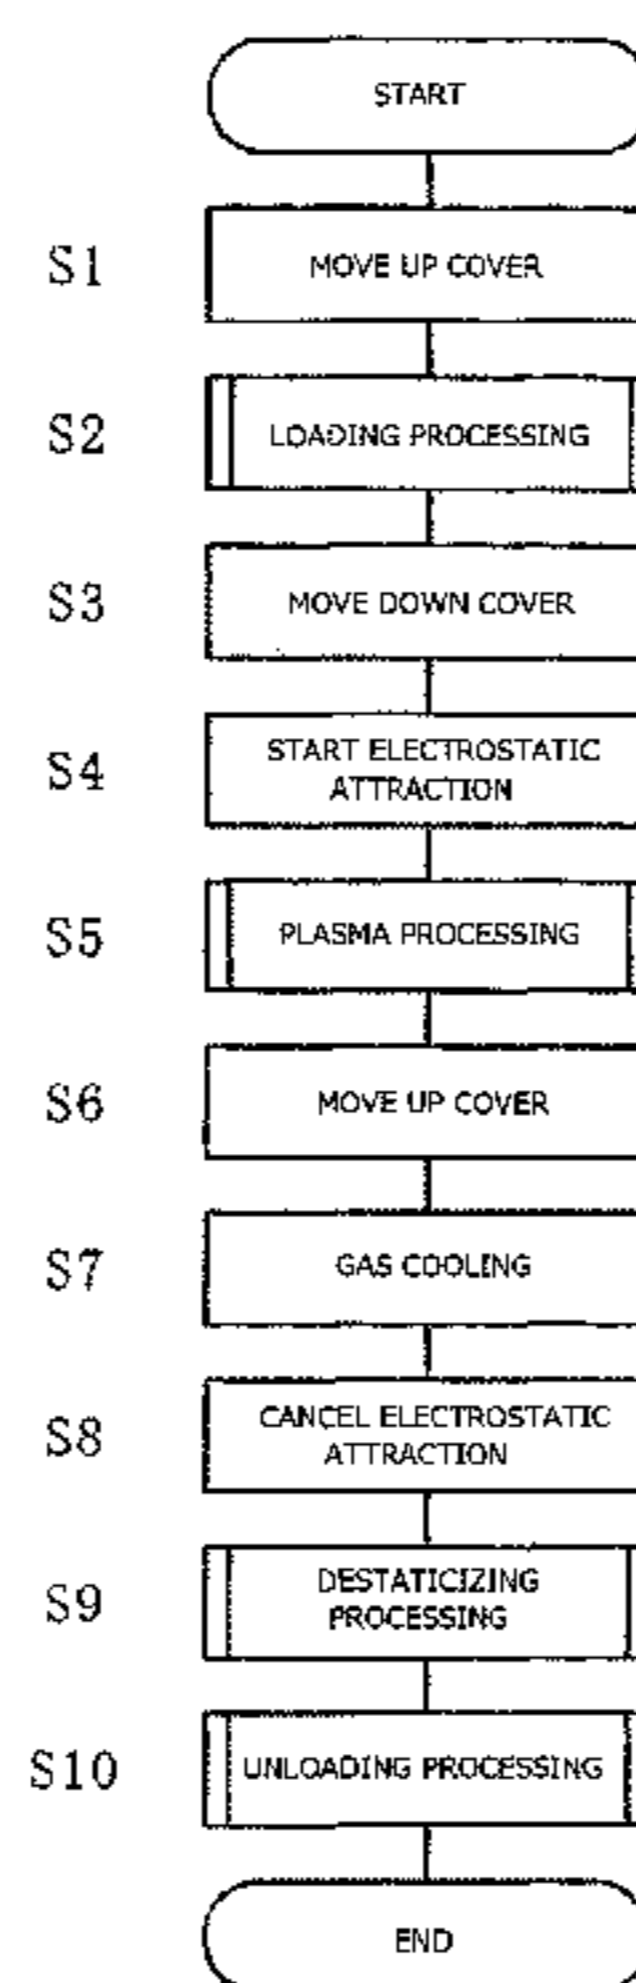 START
S1
MOVE UP COVER
S2
LOADING PROCESSING
S3
MOVE DOWN COVER
S4
START ELECTROSTATIC
ATTRACTION
S5
PLASMA PROCESSING
S6
MOVE UP COVER
S7
GAS COOLING
S8
CANCEL ELECTROSTATIC
ATTRACTION
S9
DESTATICIZING
PROCESSING
S10
UNLOADING PROCESSING
END